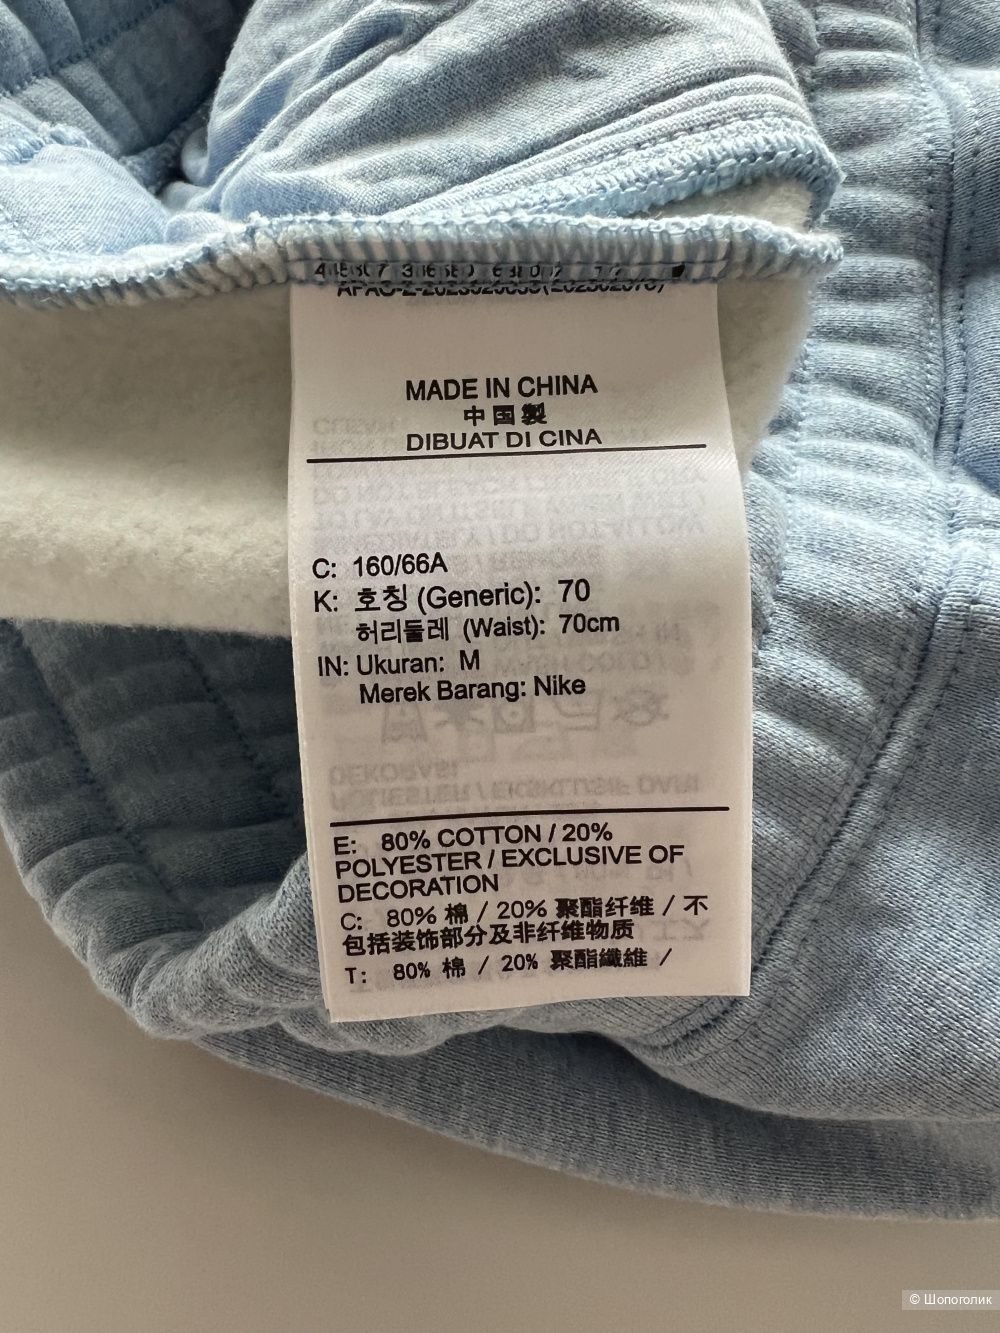 MADE IN CHINA
中国製
DIBUAT DI CINA
C: 160/66A
K: 호칭 (Generic): 70
허리둘레 (Waist): 70cm
IN: Ukuran: M
Merek Barang: Nike
E: 80% COTTON / 20%
POLYESTER / EXCLUSIVE OF
DECORATION
C: 80% 棉 / 20% 聚酯纤维 / 不
包括装饰部分及非纤维物质
T: 80% 棉 / 20% 聚酯纖維 /
© Шопоголик